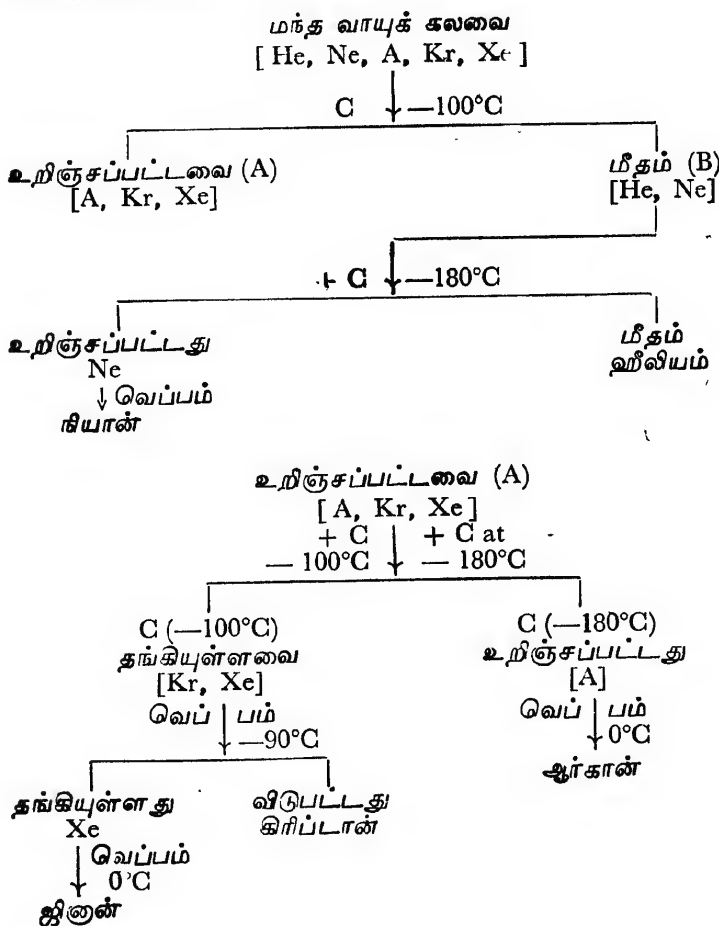 மந்த வாயுக் கலவை
[ He, Ne, A, Kr, Xe ]
C —100°C
உறிஞ்சப்பட்டவை (A) மீதம் (B)
[A, Kr, Xe] [He, Ne]
+ C —180°C
உறிஞ்சப்பட்டது மீதம்
Ne ஹீலியம்
வெப்பம்
நியான்
உறிஞ்சப்பட்டவை (A)
[ A, Kr, Xe ]
+ C + C at
— 100°C — 180°C
C (—100°C) C (—180°C)
தங்கியுள்ளவை உறிஞ்சப்பட்டது
[Kr, Xe] [A]
வெப் பம் வெப் பம்
—90°C 0°C
ஆர்கான்
தங்கியுள்ளது விடுபட்டது
Xe கிரிப்டான்
வெப்பம்
0°C
ஜினான்